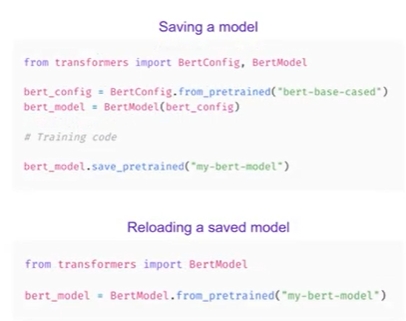 Saving a model
from transformers import BertConfig, BertModel
bert_config = BertConfig.from_pretrained("bert-base-cased")
bert_model = BertModel(bert_config)
# Training code
bert_model.save_pretrained("my-bert-model")
Reloading a saved model
from transformers import BertModel
bert_model = BertModel.from_pretrained("my-bert-model")